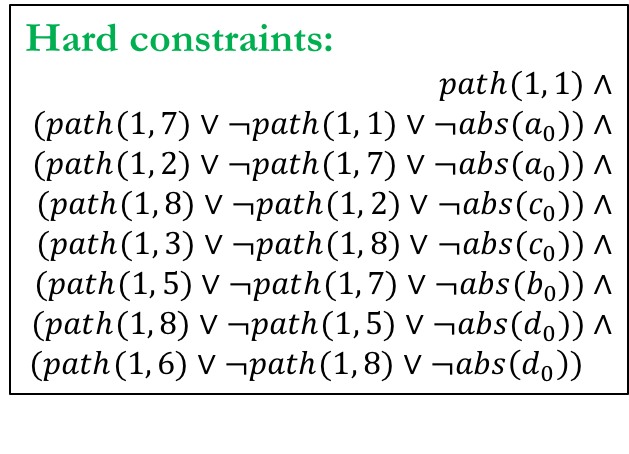 Hard constraints:
path(1, 1) ∧
(path(1, 7) ∨ ¬path(1, 1) ∨ ¬abs(a₀)) ∧
(path(1, 2) ∨ ¬path(1, 7) ∨ ¬abs(a₀)) ∧
(path(1, 8) ∨ ¬path(1, 2) ∨ ¬abs(c₀)) ∧
(path(1, 3) ∨ ¬path(1, 8) ∨ ¬abs(c₀)) ∧
(path(1, 5) ∨ ¬path(1, 7) ∨ ¬abs(b₀)) ∧
(path(1, 8) ∨ ¬path(1, 5) ∨ ¬abs(d₀)) ∧
(path(1, 6) ∨ ¬path(1, 8) ∨ ¬abs(d₀))